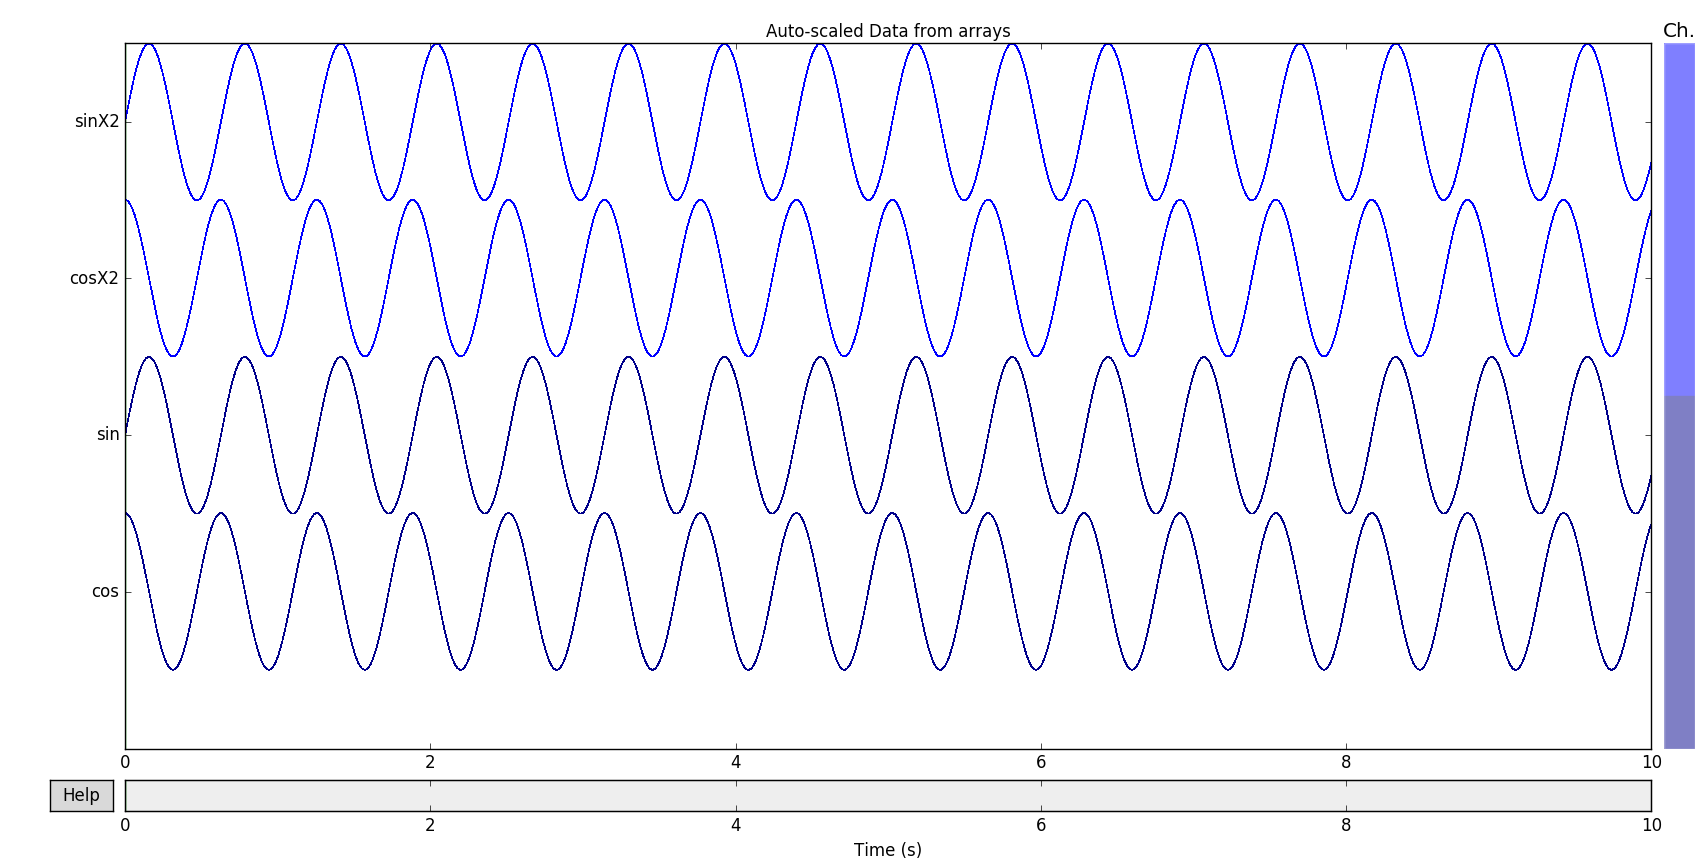 Auto-scaled Data from arrays
Ch.
sinX2
cosX2
sin
cos
0 2 4 6 8 10
Help
0 2 4 6 8 10
Time (s)